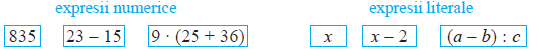 expresii numerice expresii literale
835 23 – 15 9 · (25 + 36) x x – 2 (a – b) : c